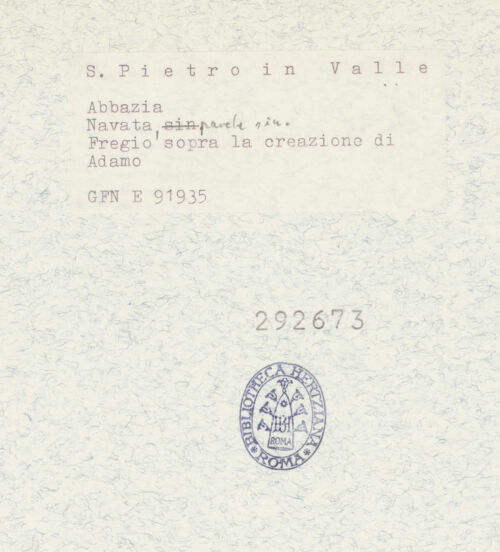 S. Pietro in Valle
Abbazia
Navata, sin parete sin.
Fregio sopra la creazione di
Adamo
GFN E 91935
292673
BIBLIOTHECA HERTZIANA
ROMA
ROMA